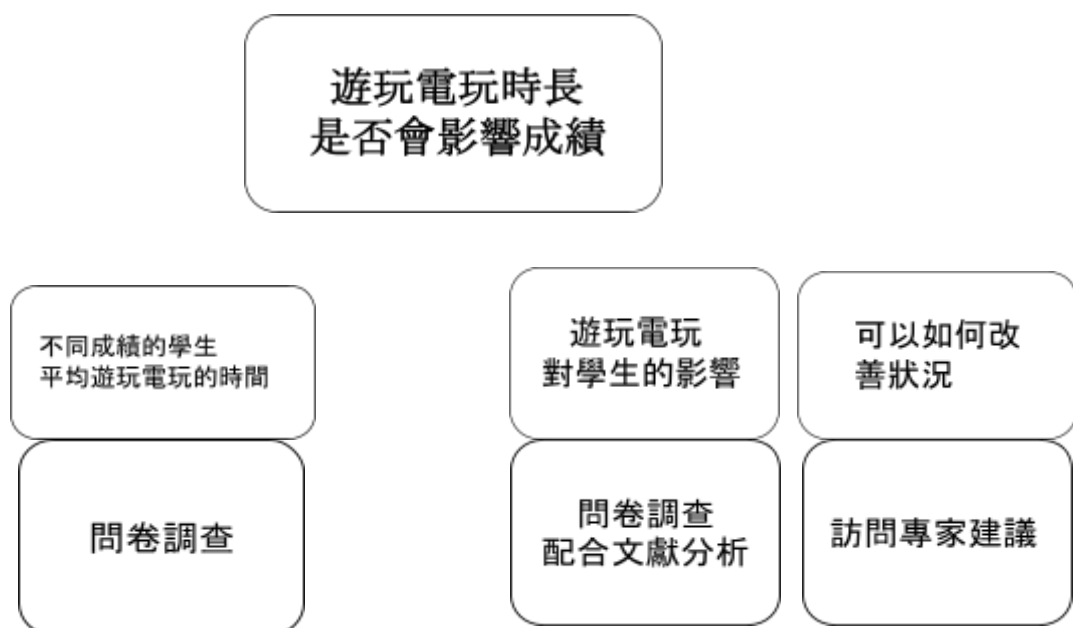 遊玩電玩時長
是否會影響成績
不同成績的學生
平均遊玩電玩的時間
問卷調查
遊玩電玩
對學生的影響
問卷調查
配合文獻分析
可以如何改
善狀況
訪問專家建議